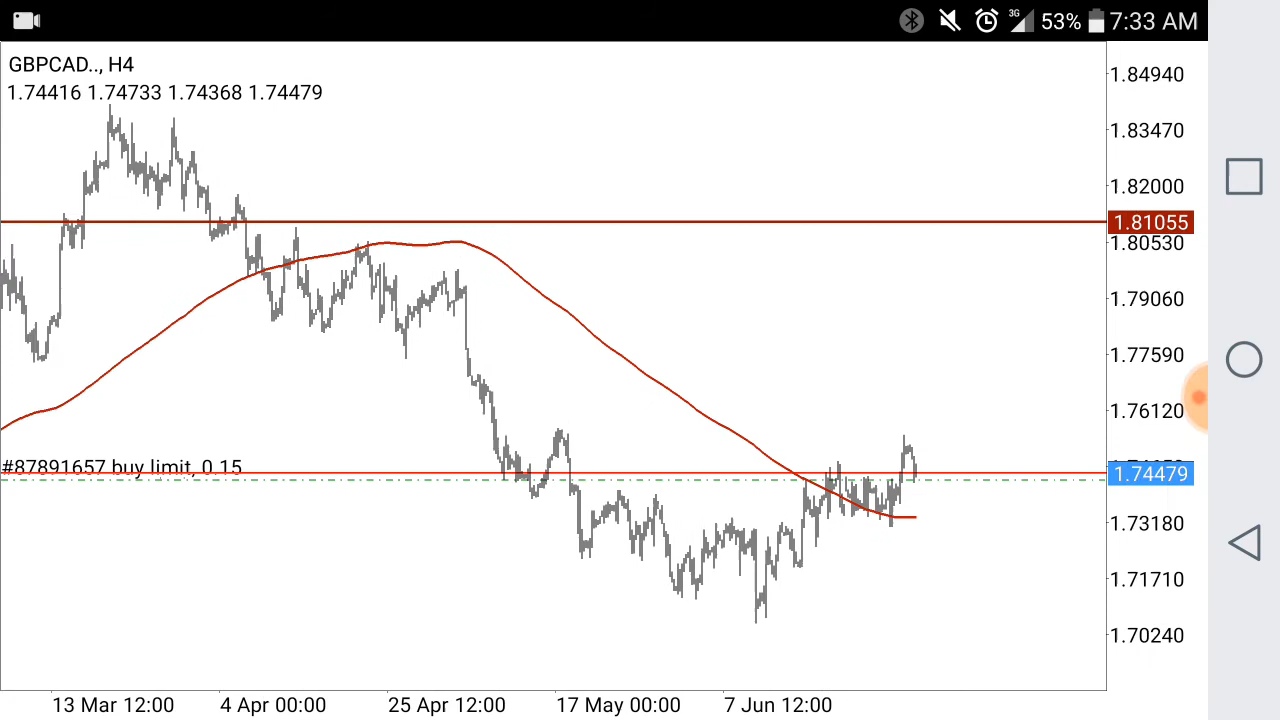 3G 53% 7:33 AM
GBPCAD.., H4
1.74416 1.74733 1.74368 1.74479
1.84940
1.83470
1.82000
1.81055
1.80530
1.79060
1.77590
1.76120
#87891657 buy limit, 0.15
1.74479
1.73180
1.71710
1.70240
13 Mar 12:00 4 Apr 00:00 25 Apr 12:00 17 May 00:00 7 Jun 12:00